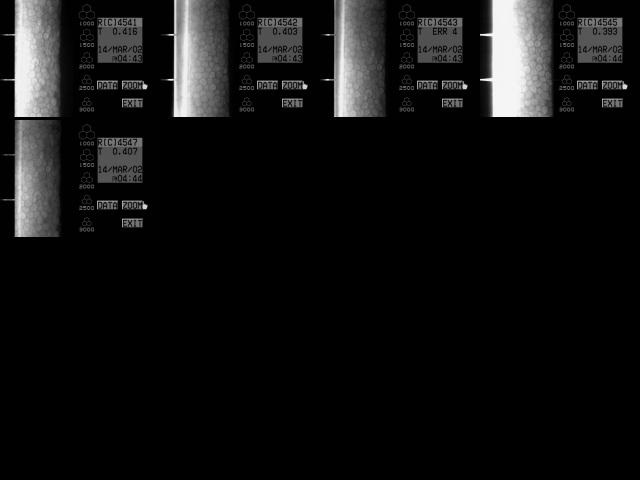 1000
R(C)4541
T 0.416
1500
14/MAR/02
PM04:43
2000
2500
DATA ZOOM
3000
EXIT
1000
R(C)4542
T 0.403
1500
14/MAR/02
PM04:43
2000
2500
DATA ZOOM
3000
EXIT
1000
R(C)4543
T ERR 4
1500
14/MAR/02
PM04:43
2000
2500
DATA ZOOM
3000
EXIT
1000
R(C)4545
T 0.393
1500
14/MAR/02
PM04:44
2000
2500
DATA ZOOM
3000
EXIT
1000
R(C)4547
T 0.407
1500
14/MAR/02
PM04:44
2000
2500
DATA ZOOM
3000
EXIT